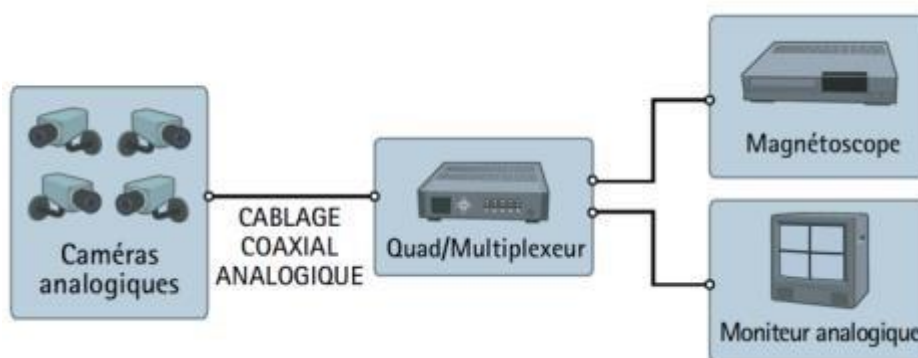 Caméras
analogiques
CABLAGE
COAXIAL
ANALOGIQUE
Quad/Multiplexeur
Magnétoscope
Moniteur analogique